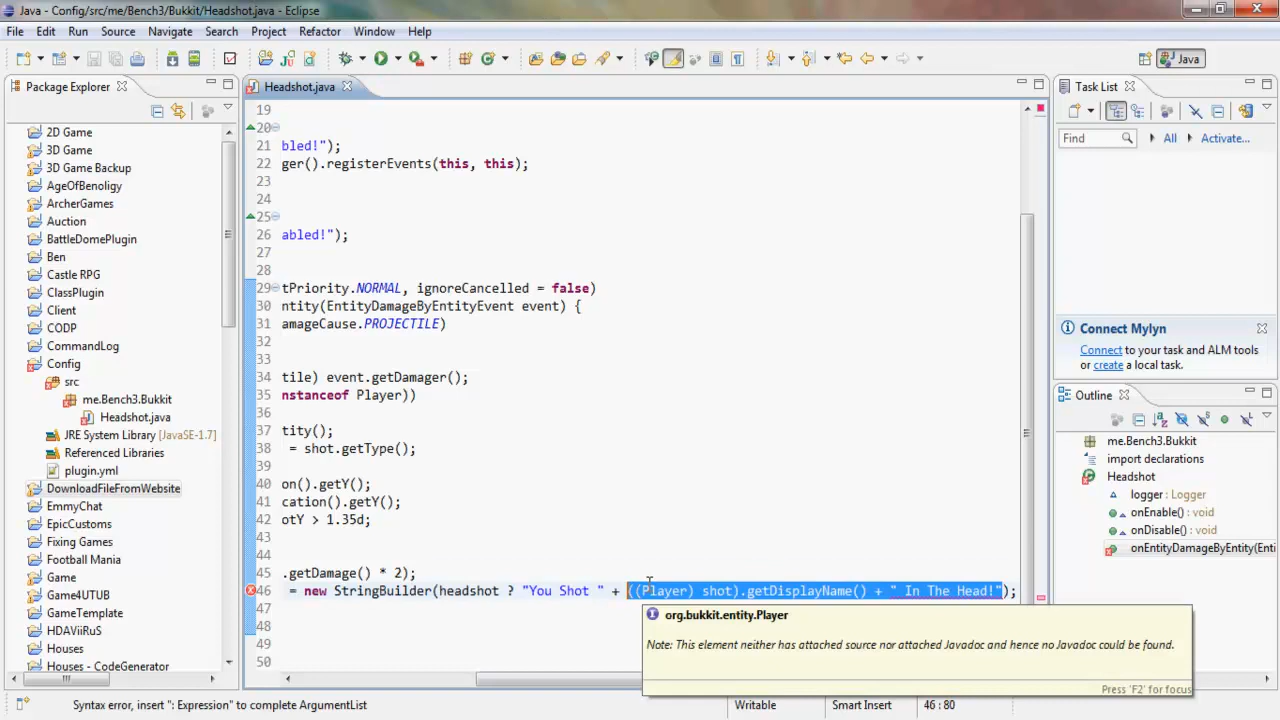 Java - Config/src/me/Bench3/Bukkit/Headshot.java - Eclipse
File Edit Run Source Navigate Search Project Refactor Window Help
Java
Package Explorer
2D Game
3D Game
3D Game Backup
AgeOfBenoligy
ArcherGames
Auction
BattleDomePlugin
Ben
Castle RPG
ClassPlugin
Client
CODP
CommandLog
Config
src
me.Bench3.Bukkit
Headshot.java
JRE System Library [JavaSE-1.7]
Referenced Libraries
plugin.yml
DownloadFileFromWebsite
EmmyChat
EpicCustoms
Fixing Games
Football Mania
Game
Game4UTUB
GameTemplate
HDAViiRuS
Houses
Houses - CodeGenerator
Headshot.java
19
20
21 bled!");
22 ger().registerEvents(this, this);
23
24
25
26 abled!");
27
28
29 tPriority.NORMAL, ignoreCancelled = false)
30 ntity(EntityDamageByEntityEvent event) {
31 amageCause.PROJECTILE)
32
33
34 tile) event.getDamager();
35 nstanceof Player))
36
37 tity();
38 = shot.getType();
39
40 on().getY();
41 cation().getY();
42 otY > 1.35d;
43
44
45 .getDamage() * 2);
46 = new StringBuilder(headshot ? "You Shot " + ((Player) shot).getDisplayName() + " In The Head!");
47
48
49
50
org.bukkit.entity.Player
Note: This element neither has attached source nor attached Javadoc and hence no Javadoc could be found.
Press 'F2' for focus
Task List
Find All Activate...
Connect Mylyn
Connect to your task and ALM tools
or create a local task.
Outline
me.Bench3.Bukkit
import declarations
Headshot
logger : Logger
onEnable() : void
onDisable() : void
onEntityDamageByEntity(Enti
Syntax error, insert ": Expression" to complete ArgumentList
Writable
Smart Insert
46 : 80